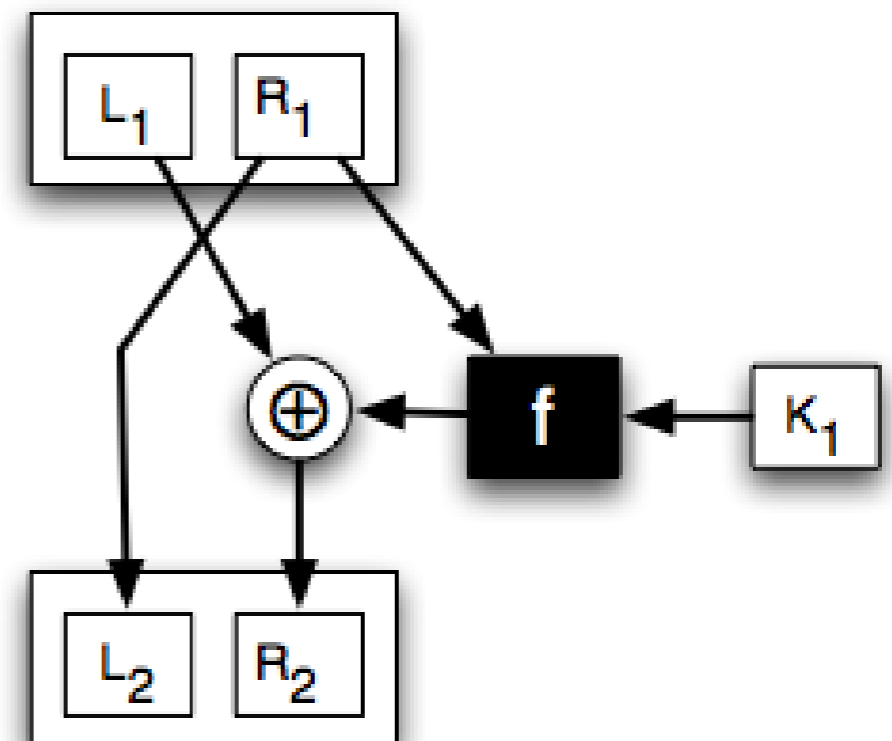 L₁ R₁
⊕ f K₁
L₂ R₂